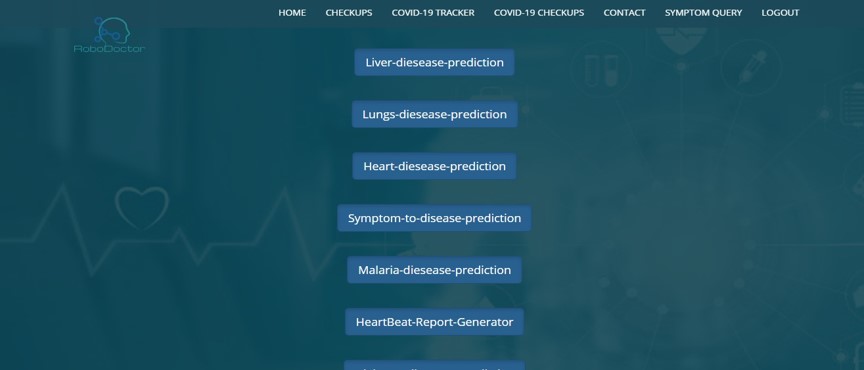 HOME CHECKUPS COVID-19 TRACKER COVID-19 CHECKUPS CONTACT SYMPTOM QUERY LOGOUT
RoboDoctor
Liver-diesease-prediction
Lungs-diesease-prediction
Heart-diesease-prediction
Symptom-to-disease-prediction
Malaria-diesease-prediction
HeartBeat-Report-Generator